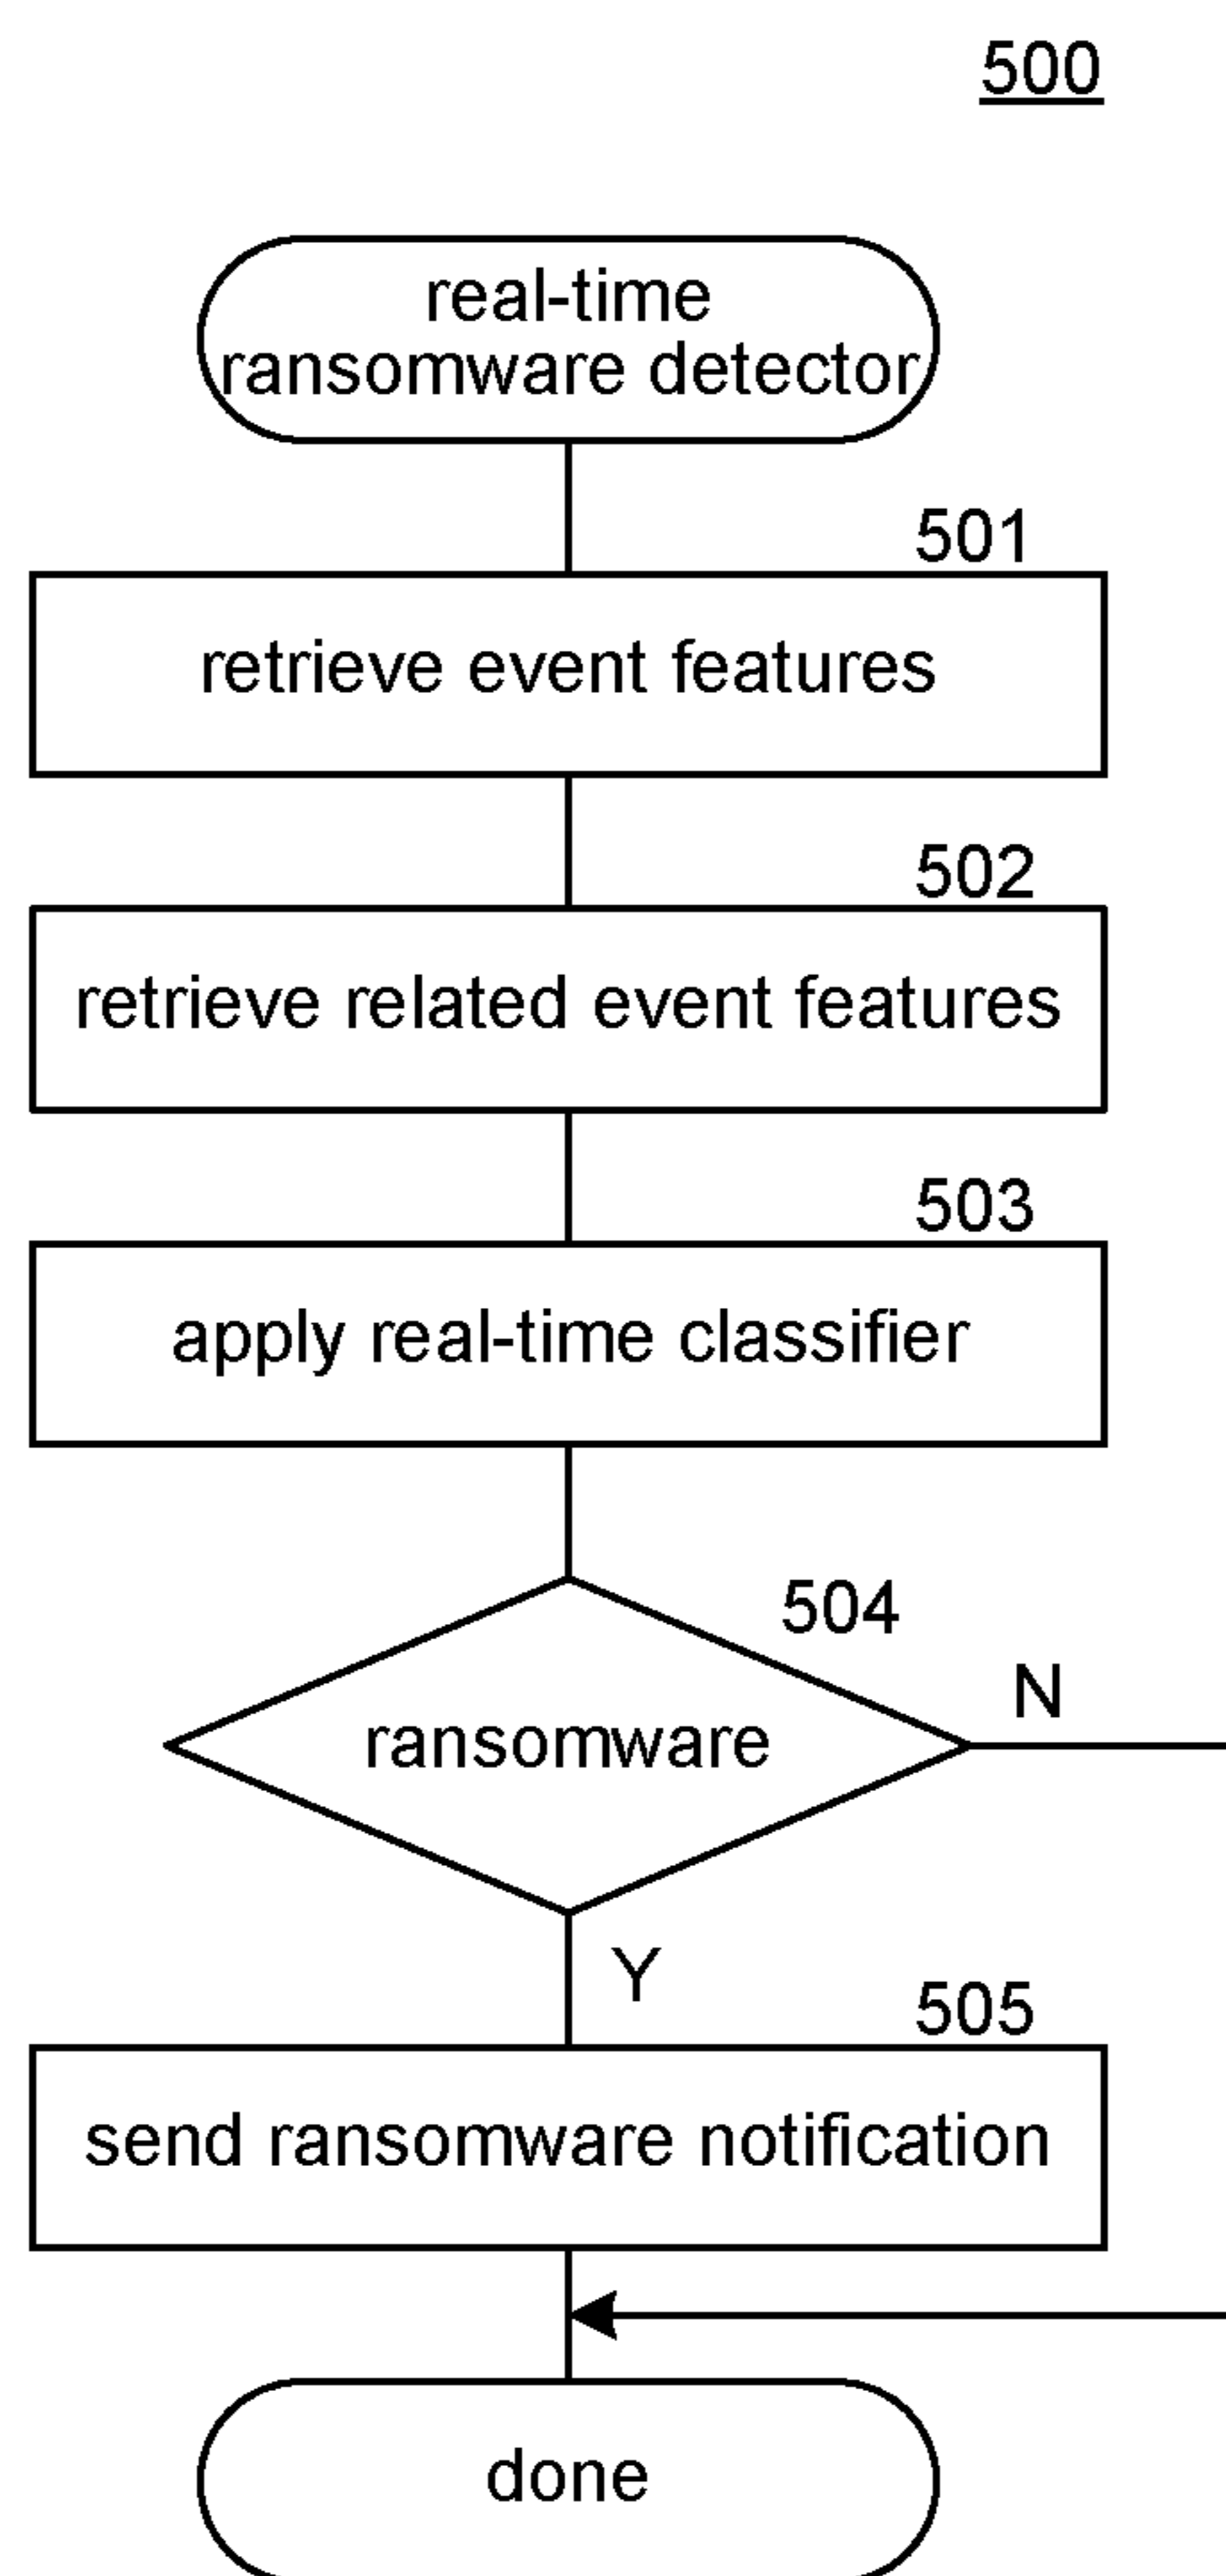 500
real-time
ransomware detector
501
retrieve event features
502
retrieve related event features
503
apply real-time classifier
504
N
ransomware
Y
505
send ransomware notification
done